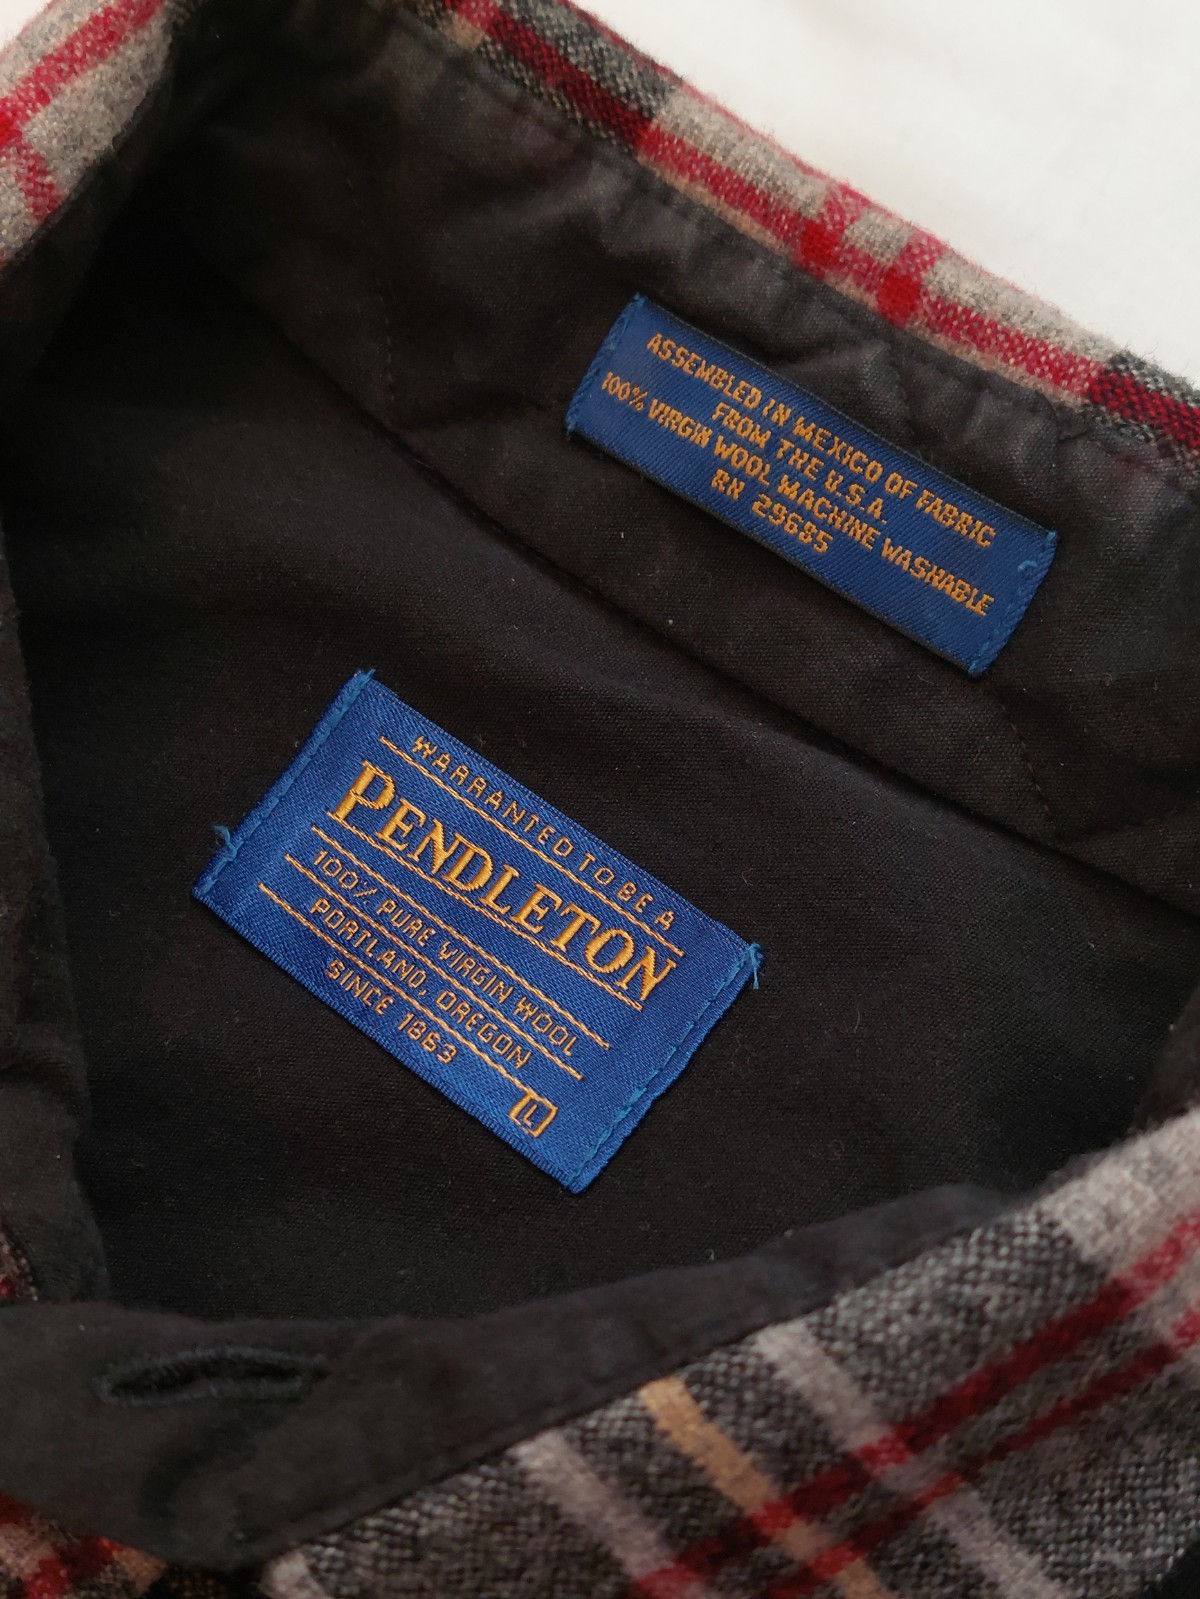 ASSEMBLED IN MEXICO OF FABRIC
FROM THE U.S.A.
100% VIRGIN WOOL MACHINE WASHABLE
RN 29685
WARRANTED TO BE A
PENDLETON
100% PURE VIRGIN WOOL
PORTLAND, OREGON
SINCE 1863
L